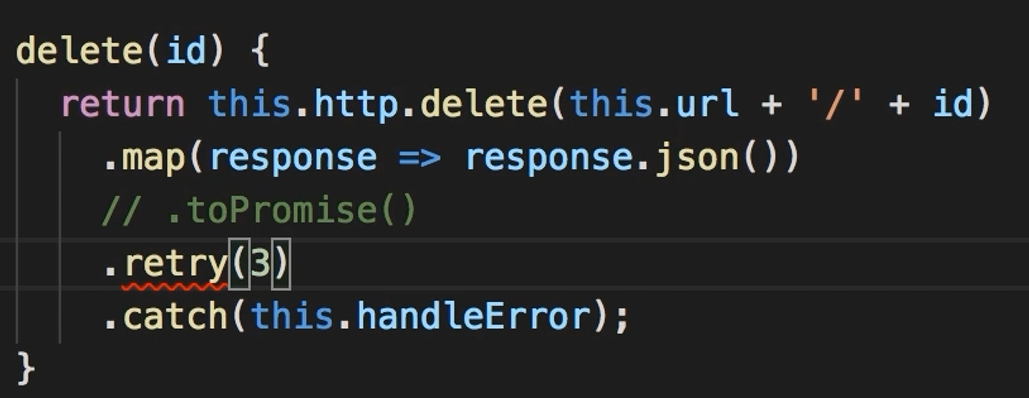 delete(id) {
return this.http.delete(this.url + '/' + id)
.map(response => response.json())
// .toPromise()
.retry(3)
.catch(this.handleError);
}